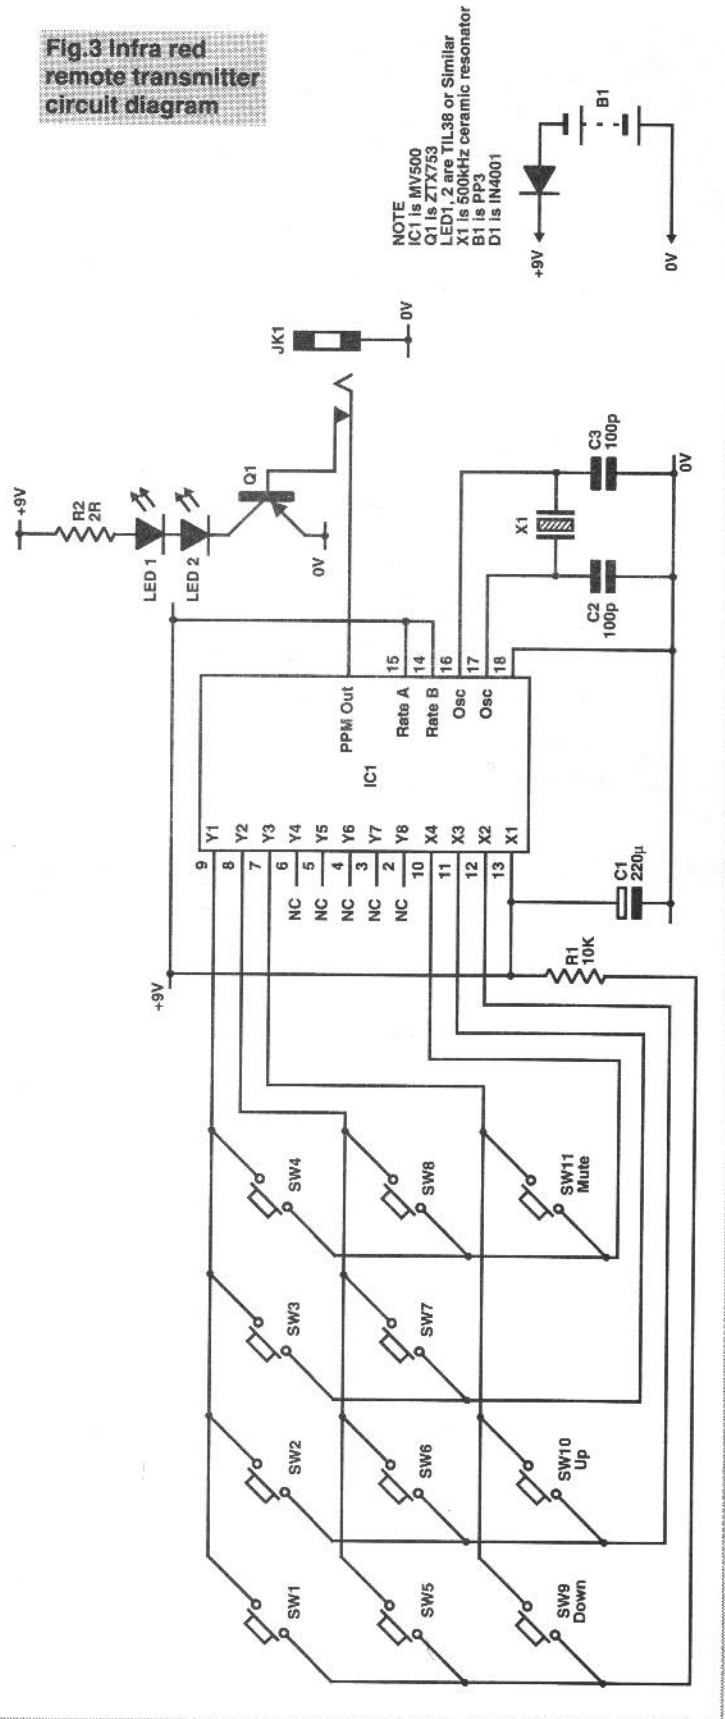 Fig.3 Infra red
remote transmitter
circuit diagram
NOTE
IC1 is MV500
Q1 is ZTX753
LED1, 2 are TIL38 or Similar
X1 is 500kHz ceramic resonator
B1 is PP3
D1 is IN4001
B1
+9V
0V
JK1
0V
+9V
R2
2R
LED 1
LED 2
Q1
0V
X1
C3
100p
C2
100p
0V
15
14
16
17
18
PPM Out
Rate A
Rate B
Osc
Osc
IC1
Y1
Y2
Y3
Y4
Y5
Y6
Y7
Y8
X4
X3
X2
X1
9
8
7
6
5
4
3
2
10
11
12
13
NC
NC
NC
NC
NC
C1
220µ
R1
10K
+9V
SW4
SW8
SW11
Mute
SW3
SW7
SW2
SW6
SW10
Up
SW1
SW5
SW9
Down